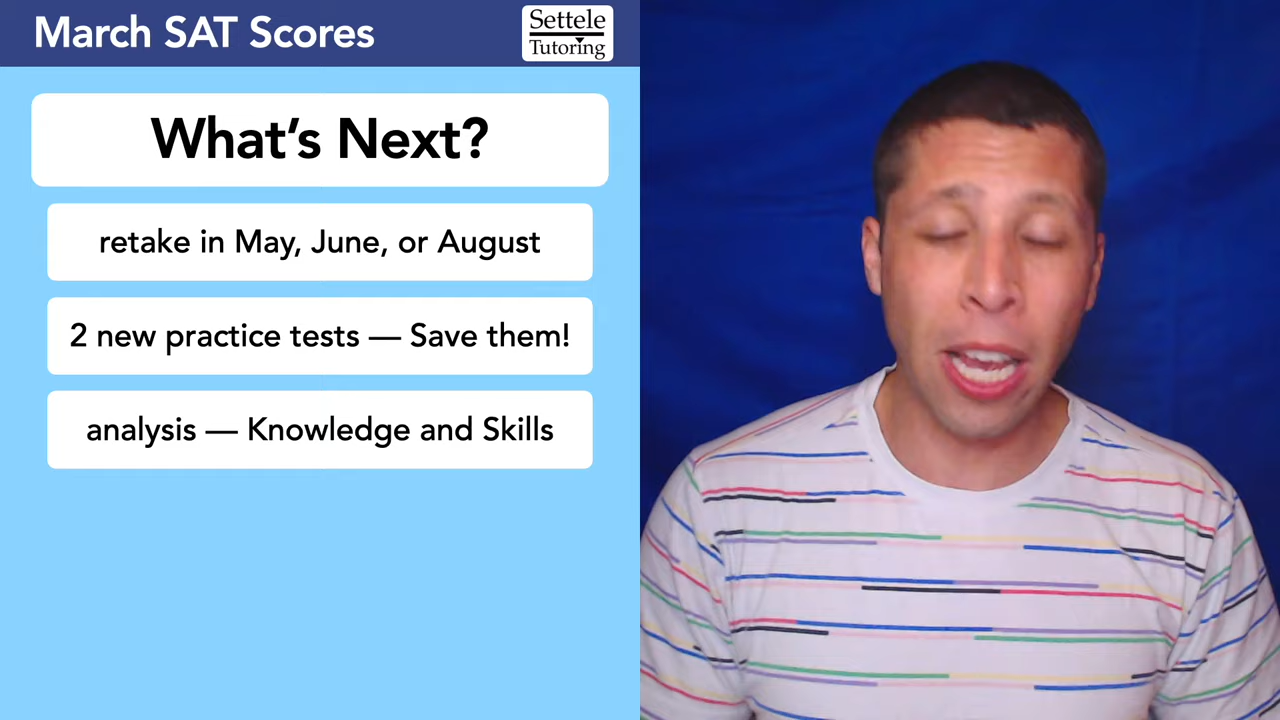 March SAT Scores
Settele
Tutoring
What's Next?
retake in May, June, or August
2 new practice tests — Save them!
analysis — Knowledge and Skills